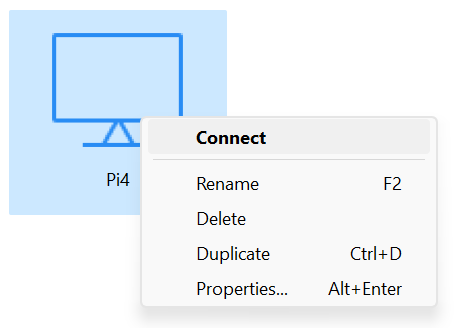 Pi4
Connect
Rename F2
Delete
Duplicate Ctrl+D
Properties... Alt+Enter